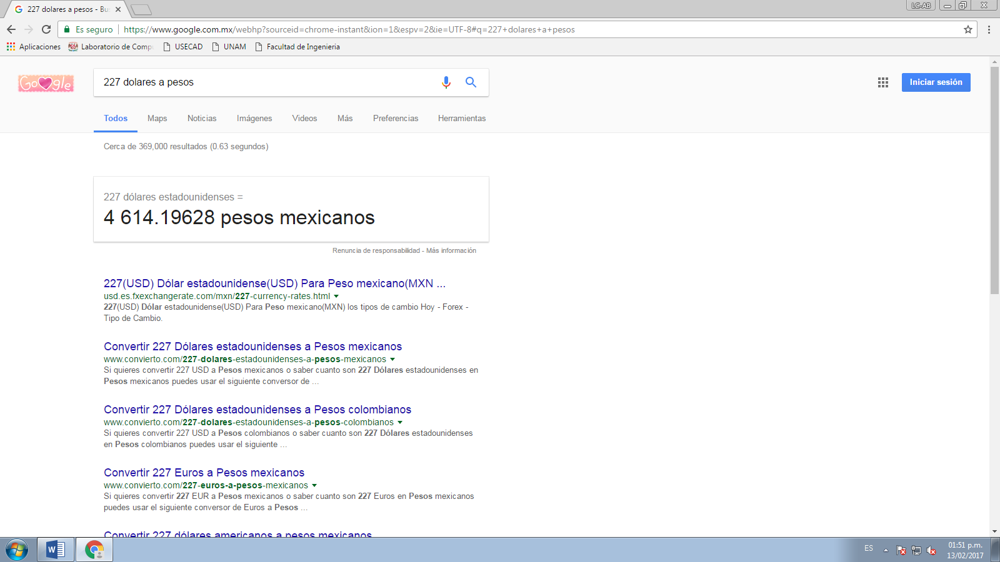 227 dolares a pesos - Bu
LC-AB
Es seguro
https://www.google.com.mx/webhp?sourceid=chrome-instant&ion=1&espv=2&ie=UTF-8#q=227+dolares+a+pesos
Aplicaciones
Laboratorio de Comp
USECAD
UNAM
Facultad de Ingenieria
Google
227 dolares a pesos
Iniciar sesión
Todos Maps Noticias Imágenes Videos Más Preferencias Herramientas
Cerca de 369,000 resultados (0.63 segundos)
227 dólares estadounidenses =
4 614.19628 pesos mexicanos
Renuncia de responsabilidad - Más información
227(USD) Dólar estadounidense(USD) Para Peso mexicano(MXN ...
usd.es.fxexchangerate.com/mxn/227-currency-rates.html
227(USD) Dólar estadounidense(USD) Para Peso mexicano(MXN) los tipos de cambio Hoy - Forex -
Tipo de Cambio.
Convertir 227 Dólares estadounidenses a Pesos mexicanos
www.convierto.com/227-dolares-estadounidenses-a-pesos-mexicanos
Si quieres convertir 227 USD a Pesos mexicanos o saber cuanto son 227 Dólares estadounidenses en
Pesos mexicanos puedes usar el siguiente conversor de ...
Convertir 227 Dólares estadounidenses a Pesos colombianos
www.convierto.com/227-dolares-estadounidenses-a-pesos-colombianos
Si quieres convertir 227 USD a Pesos colombianos o saber cuanto son 227 Dólares estadounidenses
en Pesos colombianos puedes usar el siguiente ...
Convertir 227 Euros a Pesos mexicanos
www.convierto.com/227-euros-a-pesos-mexicanos
Si quieres convertir 227 EUR a Pesos mexicanos o saber cuanto son 227 Euros en Pesos mexicanos
puedes usar el siguiente conversor de Euros a Pesos ...
Convertir 227 dólares americanos a pesos mexicanos
ES
01:51 p.m.
13/02/2017